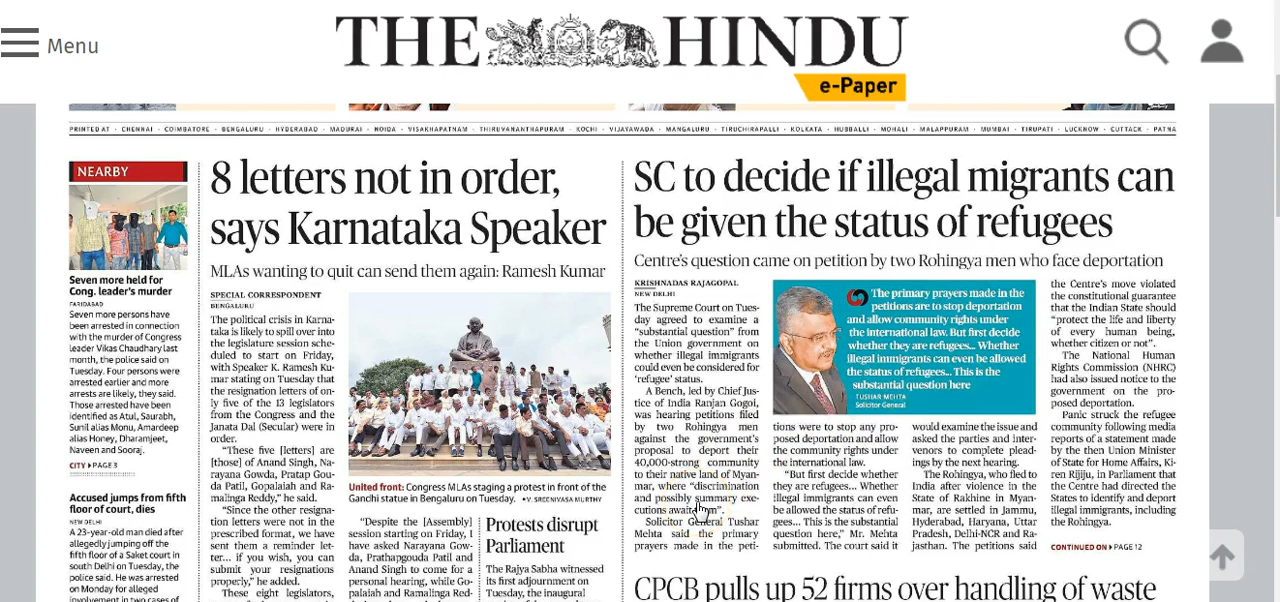 Menu
THE HINDU
e-Paper
PRINTED AT • CHENNAI • COIMBATORE • BENGALURU • HYDERABAD • MADURAI • NOIDA • VISAKHAPATNAM • THIRUVANANTHAPURAM • KOCHI • VIJAYAWADA • MANGALURU • TIRUCHIRAPALLI • KOLKATA • HUBBALLI • MOHALI • MALAPPURAM • MUMBAI • TIRUPATI • LUCKNOW • CUTTACK • PATNA
NEARBY
Seven more held for
Cong. leader's murder
FARIDABAD
Seven more persons have
been arrested in connection
with the murder of Congress
leader Vikas Chaudhary last
month, the police said on
Tuesday. Four persons were
arrested earlier and more
arrests are likely, they said.
Those arrested have been
identified as Atul, Saurabh,
Sunil alias Monu, Amardeep
alias Honey, Dharamjeet,
Naveen and Sooraj.
CITY ▶ PAGE 3
Accused jumps from fifth
floor of court, dies
NEW DELHI
A 23-year-old man died after
allegedly jumping off the
fifth floor of a Saket court in
south Delhi on Tuesday, the
police said. He was arrested
on Monday for alleged
involvement in two cases of
8 letters not in order,
says Karnataka Speaker
MLAs wanting to quit can send them again: Ramesh Kumar
SPECIAL CORRESPONDENT
BENGALURU
The political crisis in Karna-
taka is likely to spill over into
the legislature session sche-
duled to start on Friday,
with Speaker K. Ramesh Ku-
mar stating on Tuesday that
the resignation letters of on-
ly five of the 13 legislators
from the Congress and the
Janata Dal (Secular) were in
order.
“These five [letters] are
[those] of Anand Singh, Na-
rayana Gowda, Pratap Gou-
da Patil, Gopalaiah and Ra-
malinga Reddy,” he said.
“Since the other resigna-
tion letters were not in the
prescribed format, we have
sent them a reminder let-
ter... if you wish, you can
submit your resignations
properly,” he added.
These eight legislators,
United front: Congress MLAs staging a protest in front of the
Gandhi statue in Bengaluru on Tuesday. •V. SREENIVASA MURTHY
“Despite the [Assembly]
session starting on Friday, I
have asked Narayana Gow-
da, Prathapgouda Patil and
Anand Singh to come for a
personal hearing, while Go-
palaiah and Ramalinga Red-
Protests disrupt
Parliament
The Rajya Sabha witnessed
its first adjournment on
Tuesday, the inaugural
SC to decide if illegal migrants can
be given the status of refugees
Centre's question came on petition by two Rohingya men who face deportation
KRISHNADAS RAJAGOPAL
NEW DELHI
The Supreme Court on Tues-
day agreed to examine a
“substantial question” from
the Union government on
whether illegal immigrants
could even be considered for
‘refugee’ status.
A Bench, led by Chief Jus-
tice of India Ranjan Gogoi,
was hearing petitions filed
by two Rohingya men
against the government's
proposal to deport their
40,000-strong community
to their native land of Myan-
mar, where “discrimination
and possibly summary exe-
cutions await them”.
Solicitor General Tushar
Mehta said the primary
prayers made in the peti-
The primary prayers made in the
petitions are to stop deportation
and allow community rights under
the international law. But first decide
whether they are refugees... Whether
illegal immigrants can even be allowed
the status of refugees... This is the
substantial question here
TUSHAR MEHTA
Solicitor General
tions were to stop any pro-
posed deportation and allow
the community rights under
the international law.
“But first decide whether
they are refugees... Whether
illegal immigrants can even
be allowed the status of refu-
gees... This is the substantial
question here,” Mr. Mehta
submitted. The court said it
would examine the issue and
asked the parties and inter-
venors to complete plead-
ings by the next hearing.
The Rohingya, who fled to
India after violence in the
State of Rakhine in Myan-
mar, are settled in Jammu,
Hyderabad, Haryana, Uttar
Pradesh, Delhi-NCR and Ra-
jasthan. The petitions said
the Centre's move violated
the constitutional guarantee
that the Indian State should
“protect the life and liberty
of every human being,
whether citizen or not”.
The National Human
Rights Commission (NHRC)
had also issued notice to the
government on the pro-
posed deportation.
Panic struck the refugee
community following media
reports of a statement made
by the then Union Minister
of State for Home Affairs, Ki-
ren Rijiju, in Parliament that
the Centre had directed the
States to identify and deport
illegal immigrants, including
the Rohingya.
CONTINUED ON ▶ PAGE 12
CPCB pulls up 52 firms over handling of waste